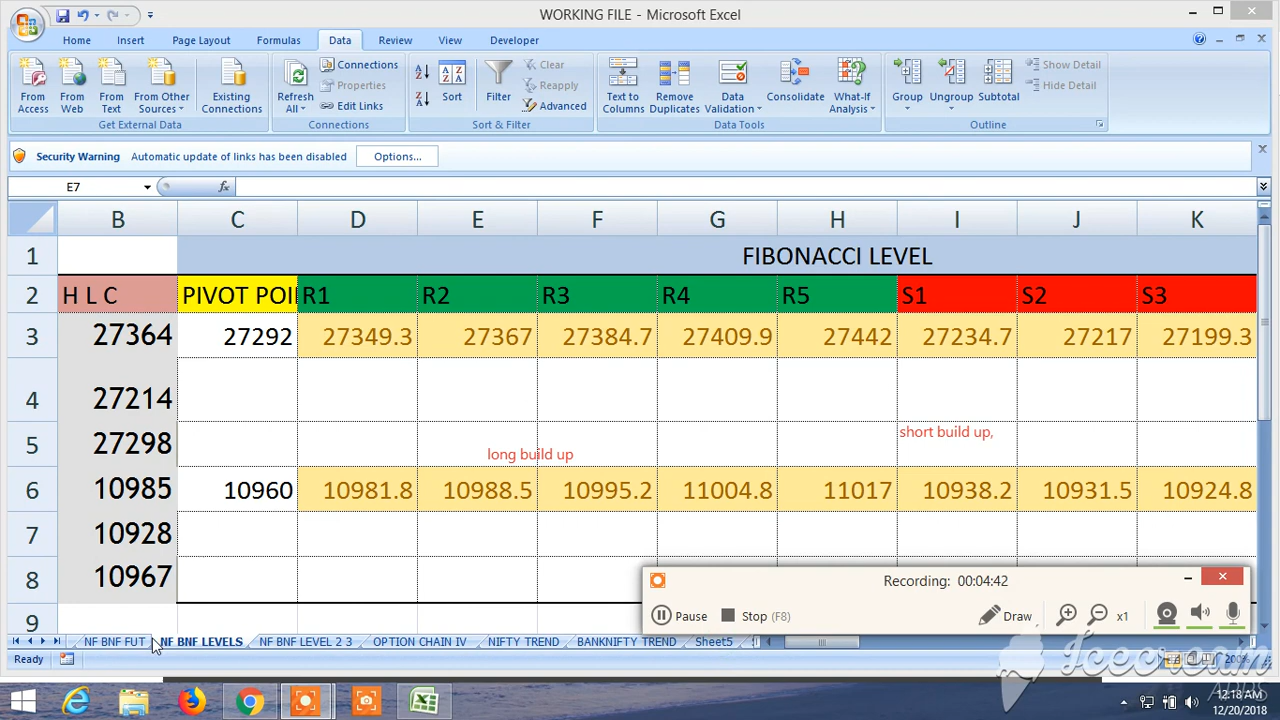 WORKING FILE - Microsoft Excel
Home Insert Page Layout Formulas Data Review View Developer
From Access
From Web
From Text
From Other Sources
Existing Connections
Get External Data
Refresh All
Connections
Properties
Edit Links
Connections
Sort
Filter
Clear
Reapply
Advanced
Sort & Filter
Text to Columns
Remove Duplicates
Data Validation
Consolidate
What-If Analysis
Data Tools
Group
Ungroup
Subtotal
Show Detail
Hide Detail
Outline
Security Warning Automatic update of links has been disabled Options...
E7 fx
B C D E F G H I J K
1 FIBONACCI LEVEL
2 H L C PIVOT POI R1 R2 R3 R4 R5 S1 S2 S3
3 27364 27292 27349.3 27367 27384.7 27409.9 27442 27234.7 27217 27199.3
4 27214
5 27298 long build up short build up,
6 10985 10960 10981.8 10988.5 10995.2 11004.8 11017 10938.2 10931.5 10924.8
7 10928
8 10967
9
Recording: 00:04:42
Pause Stop (F8) Draw x1
NF BNF FUT NF BNF LEVELS NF BNF LEVEL 2 3 OPTION CHAIN IV NIFTY TREND BANKNIFTY TREND Sheet5
Ready 200%
Icecream
APPS
12:18 AM
12/20/2018